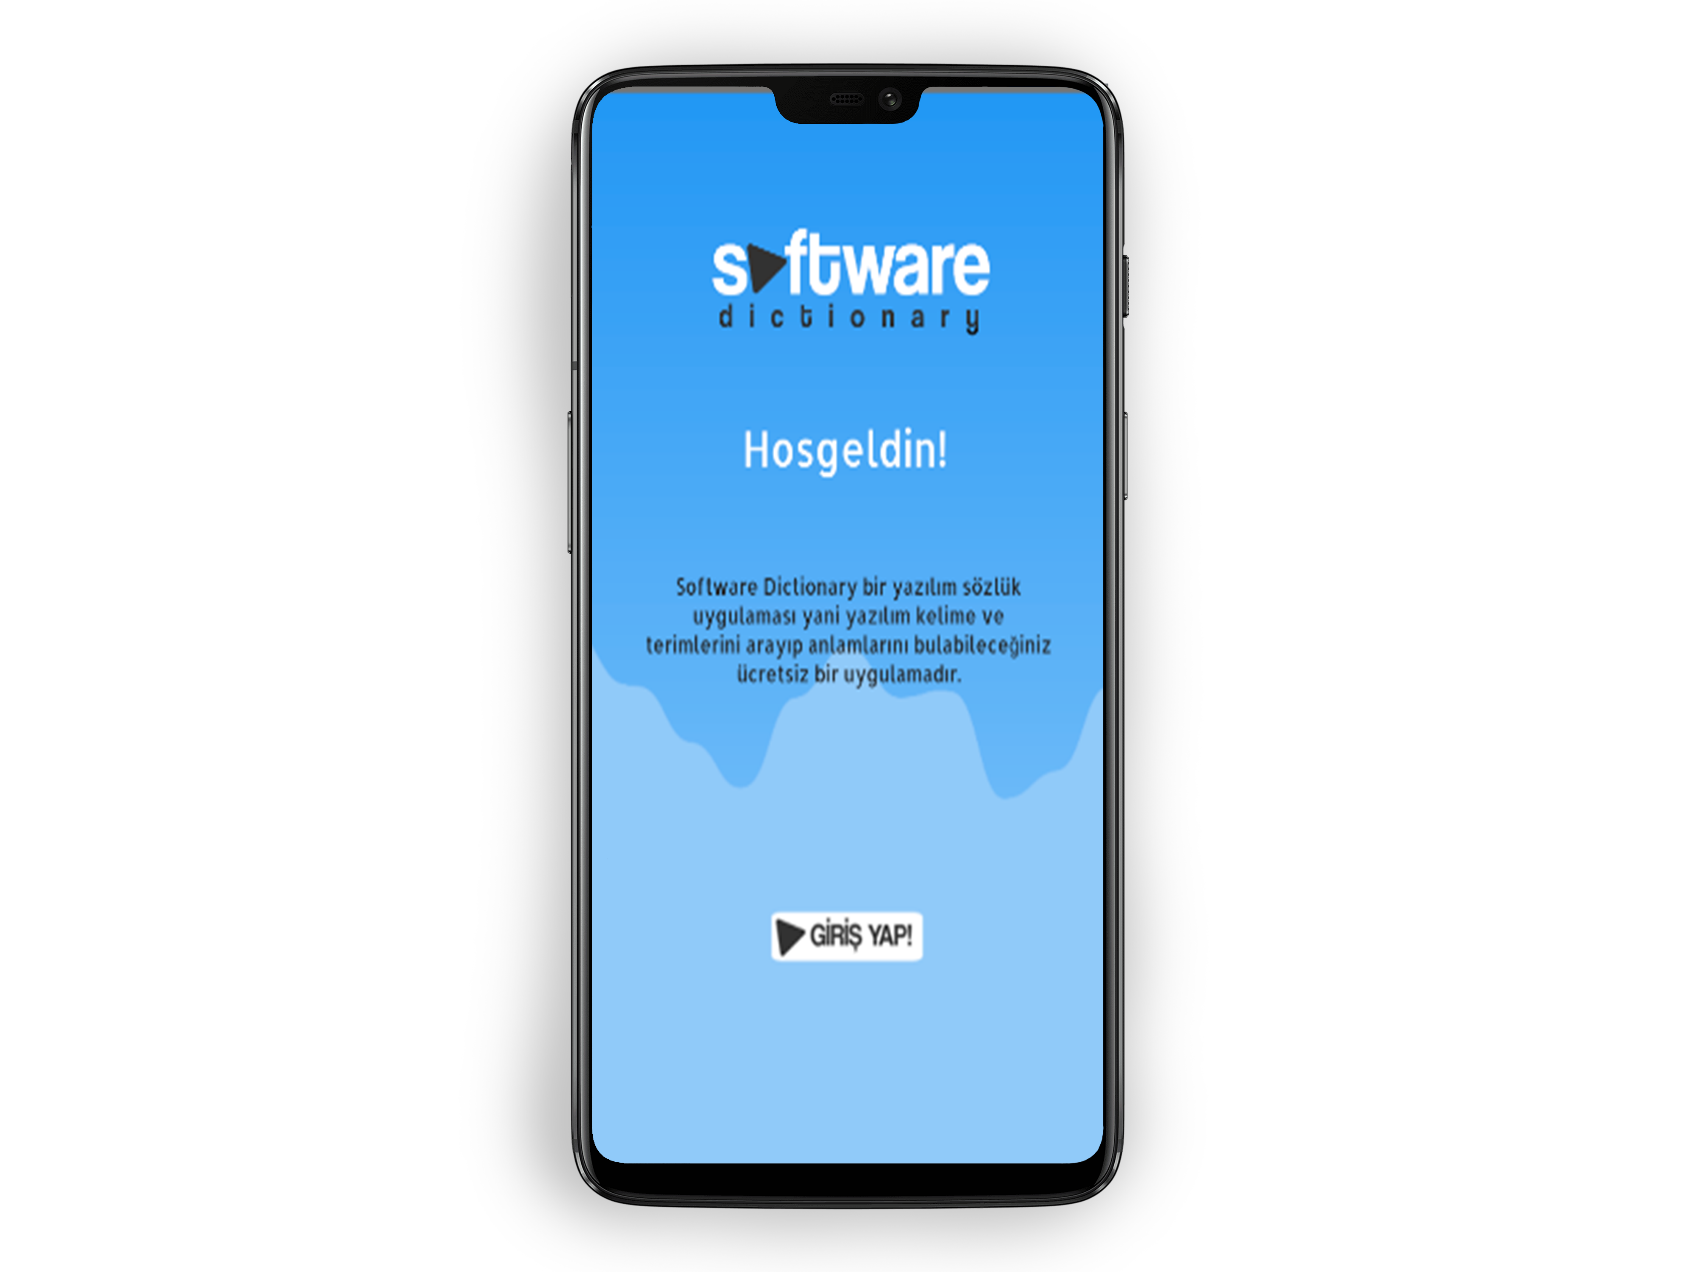 software
dictionary
Hosgeldin!
Software Dictionary bir yazılım sözlük
uygulaması yani yazılım kelime ve
terimlerini arayıp anlamlarını bulabileceğiniz
ücretsiz bir uygulamadır.
GİRİŞ YAP!